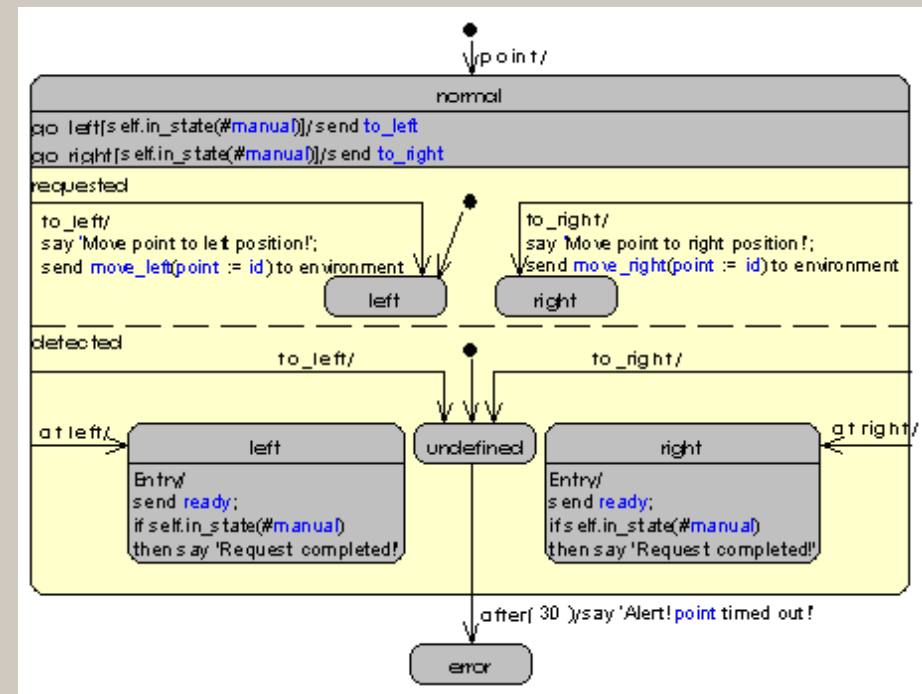 point/
normal
go left[self.in_state(#manual)]/send to_left
go right[self.in_state(#manual)]/send to_right
requested
to_left/
say 'Move point to left position!';
send move_left(point := id) to environment
to_right/
say 'Move point to right position!';
send move_right(point := id) to environment
left
right
detected
to_left/
to_right/
at left/
left
Entry/
send ready;
if self.in_state(#manual)
then say 'Request completed!'
undefined
at right/
right
Entry/
send ready;
if self.in_state(#manual)
then say 'Request completed!'
after( 30 )/say 'Alert! point timed out!'
error